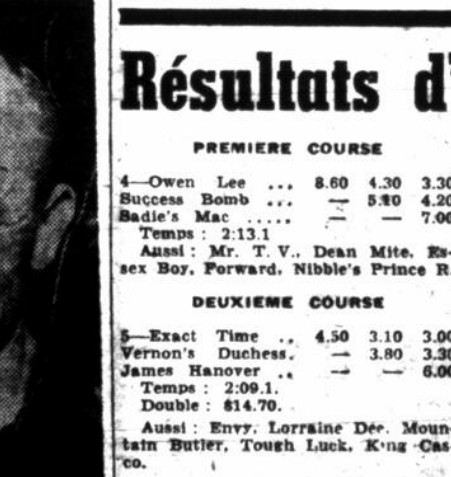 Résultats d'
PREMIERE COURSE
4—Owen Lee ... 8.60 4.30 3.30
Success Bomb ... — 5.10 4.20
Sadie's Mac ..... — — 7.00
Temps : 2:13.1
Aussi : Mr. T. V., Dean Mite, Es-
sex Boy, Forward, Nibble's Prince R.
DEUXIEME COURSE
5—Exact Time .. 4.50 3.10 3.00
Vernon's Duchess. — 3.80 3.30
James Hanover .. — — 6.00
Temps : 2:09.1.
Double : $14.70.
Aussi : Envy, Lorraine Dee, Moun-
tain Butler, Tough Luck, King Cas-
co.